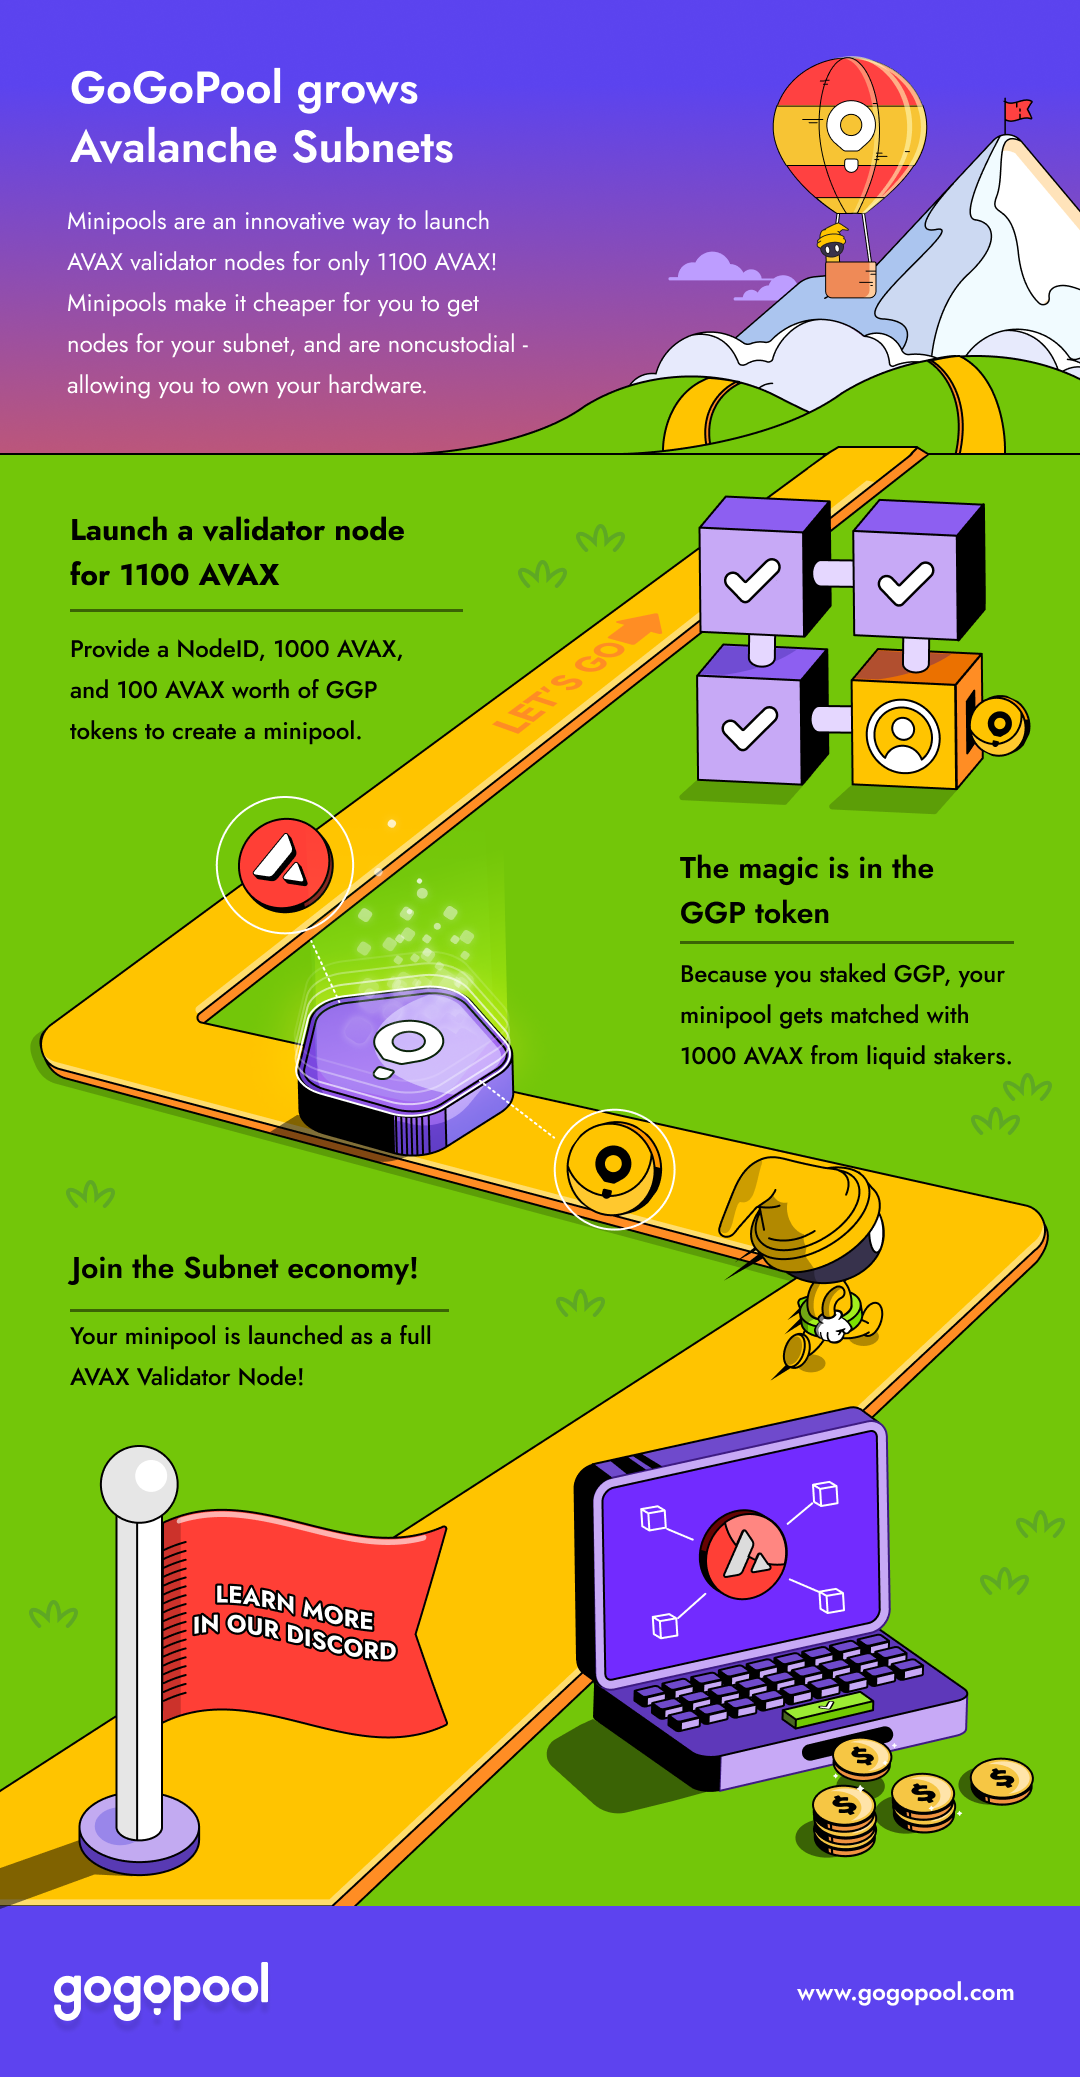 GoGoPool grows
Avalanche Subnets
Minipools are an innovative way to launch
AVAX validator nodes for only 1100 AVAX!
Minipools make it cheaper for you to get
nodes for your subnet, and are noncustodial -
allowing you to own your hardware.
Launch a validator node
for 1100 AVAX
Provide a NodeID, 1000 AVAX,
and 100 AVAX worth of GGP
tokens to create a minipool.
LET'S GO
The magic is in the
GGP token
Because you staked GGP, your
minipool gets matched with
1000 AVAX from liquid stakers.
Join the Subnet economy!
Your minipool is launched as a full
AVAX Validator Node!
LEARN MORE
IN OUR DISCORD
gogopool
www.gogopool.com